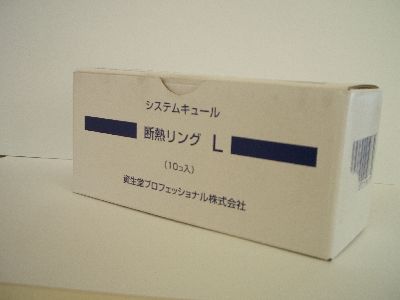 システムキュール
断熱リング L
(10コ入)
資生堂プロフェッショナル株式会社